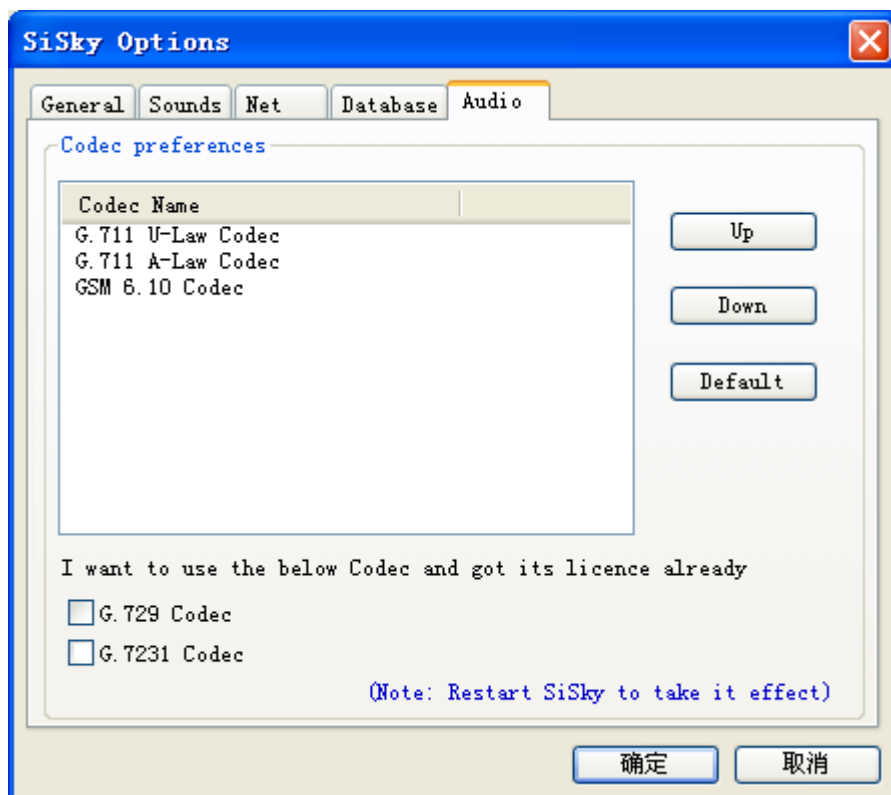 SiSky Options
General Sounds Net Database Audio
Codec preferences
Codec Name
G.711 U-Law Codec
G.711 A-Law Codec
GSM 6.10 Codec
Up
Down
Default
I want to use the below Codec and got its licence already
G.729 Codec
G.7231 Codec
(Note: Restart SiSky to take it effect)
确定 取消